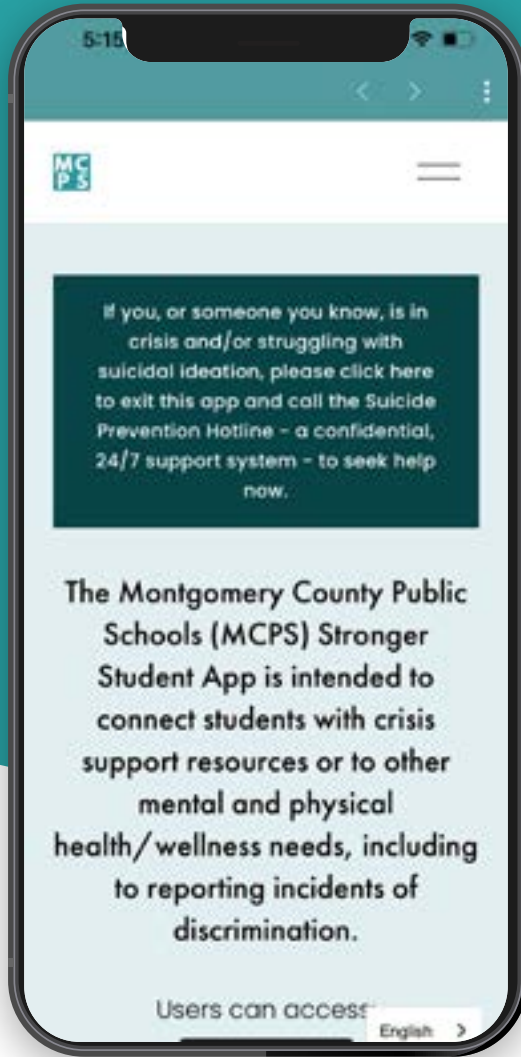 5:15
MC
PS
If you, or someone you know, is in
crisis and/or struggling with
suicidal ideation, please click here
to exit this app and call the Suicide
Prevention Hotline - a confidential,
24/7 support system - to seek help
now.
The Montgomery County Public
Schools (MCPS) Stronger
Student App is intended to
connect students with crisis
support resources or to other
mental and physical
health/wellness needs, including
to reporting incidents of
discrimination.
Users can access
English